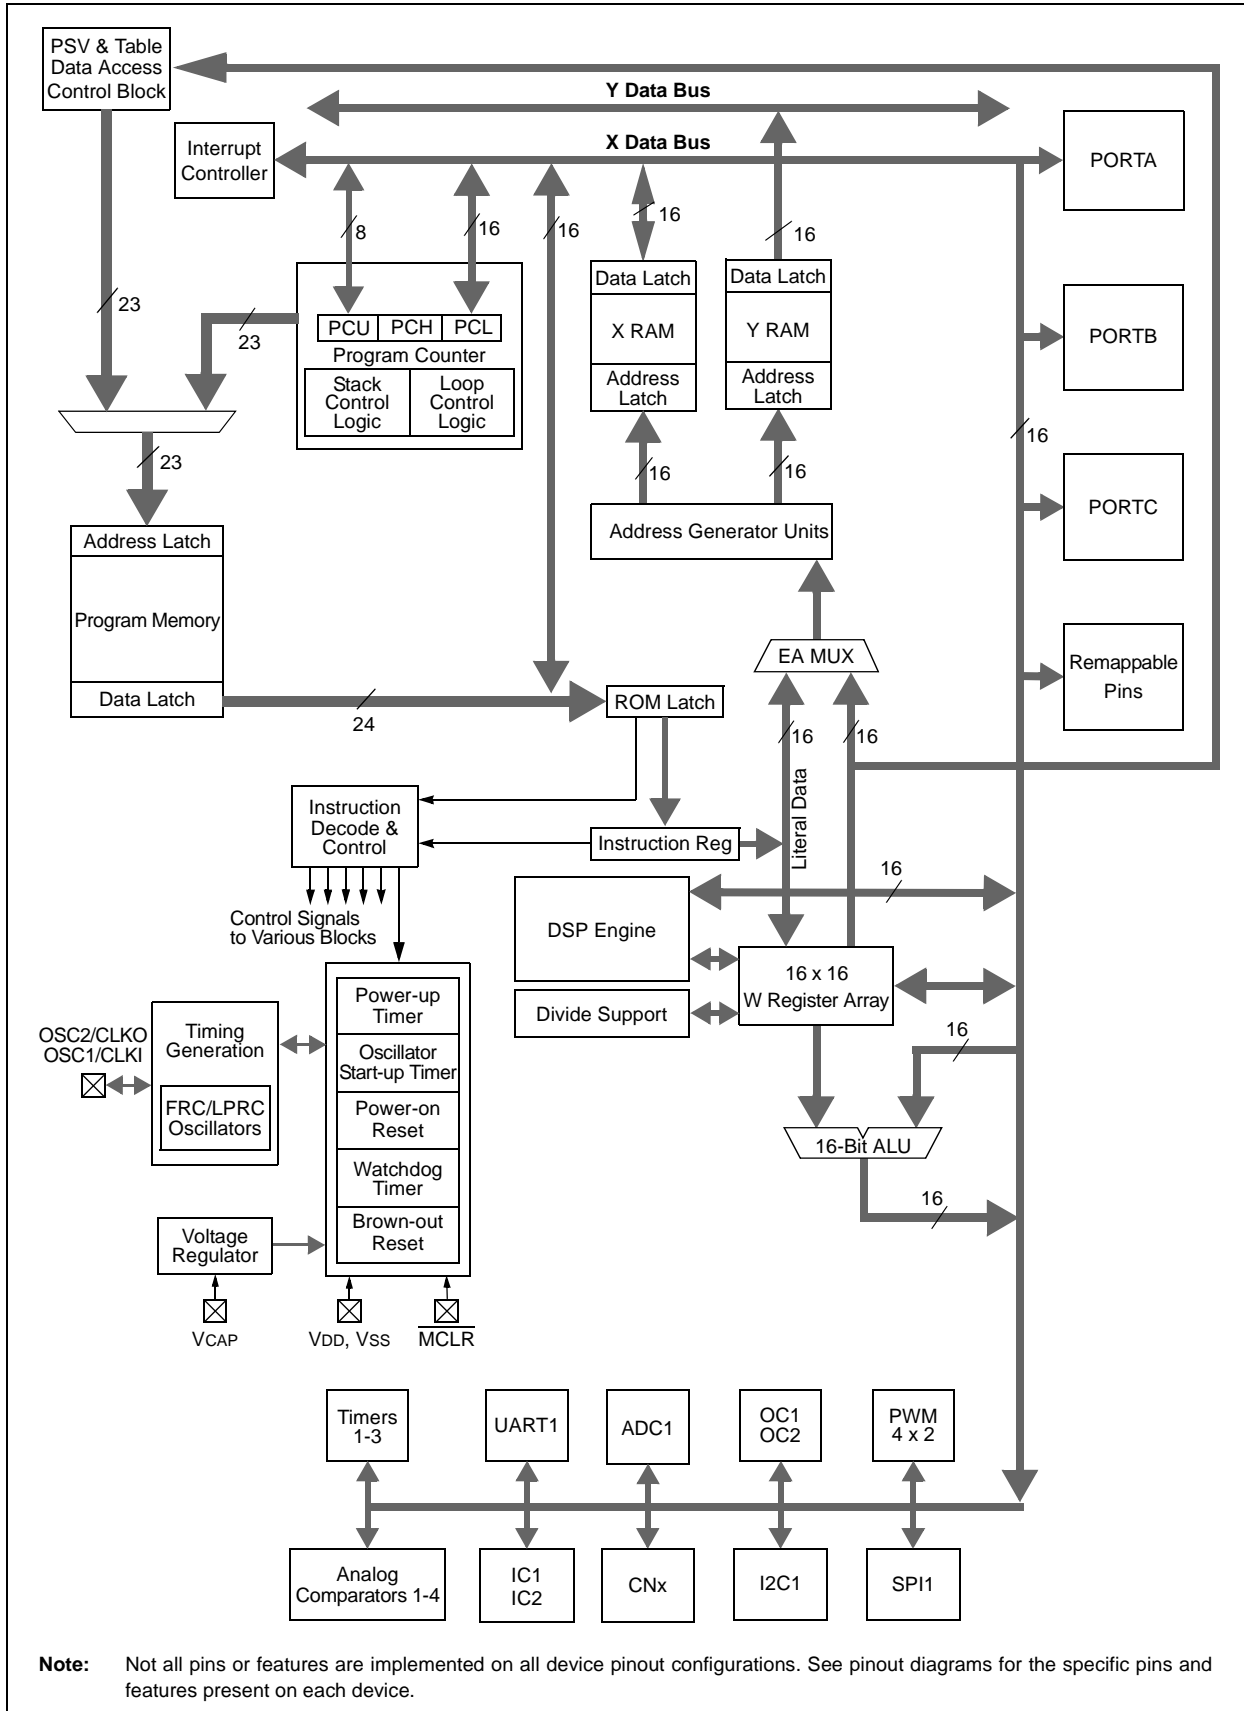 PSV & Table
Data Access
Control Block
Y Data Bus
X Data Bus
Interrupt
Controller
PORTA
8
16
16
16
16
23
23
Data Latch
X RAM
Address
Latch
Data Latch
Y RAM
Address
Latch
PCU
PCH
PCL
Program Counter
Stack
Control
Logic
Loop
Control
Logic
PORTB
16
23
16
16
Address Generator Units
PORTC
Address Latch
Program Memory
Data Latch
24
EA MUX
Remappable
Pins
ROM Latch
16
16
Literal Data
Instruction
Decode &
Control
Instruction Reg
Control Signals
to Various Blocks
16
DSP Engine
16 x 16
W Register Array
Divide Support
16
16-Bit ALU
16
OSC2/CLKO
OSC1/CLKI
Timing
Generation
FRC/LPRC
Oscillators
Power-up
Timer
Oscillator
Start-up Timer
Power-on
Reset
Watchdog
Timer
Brown-out
Reset
Voltage
Regulator
VCAP
VDD, VSS
MCLR
Timers
1-3
UART1
ADC1
OC1
OC2
PWM
4 x 2
Analog
Comparators 1-4
IC1
IC2
CNx
I2C1
SPI1
Note: Not all pins or features are implemented on all device pinout configurations. See pinout diagrams for the specific pins and
features present on each device.